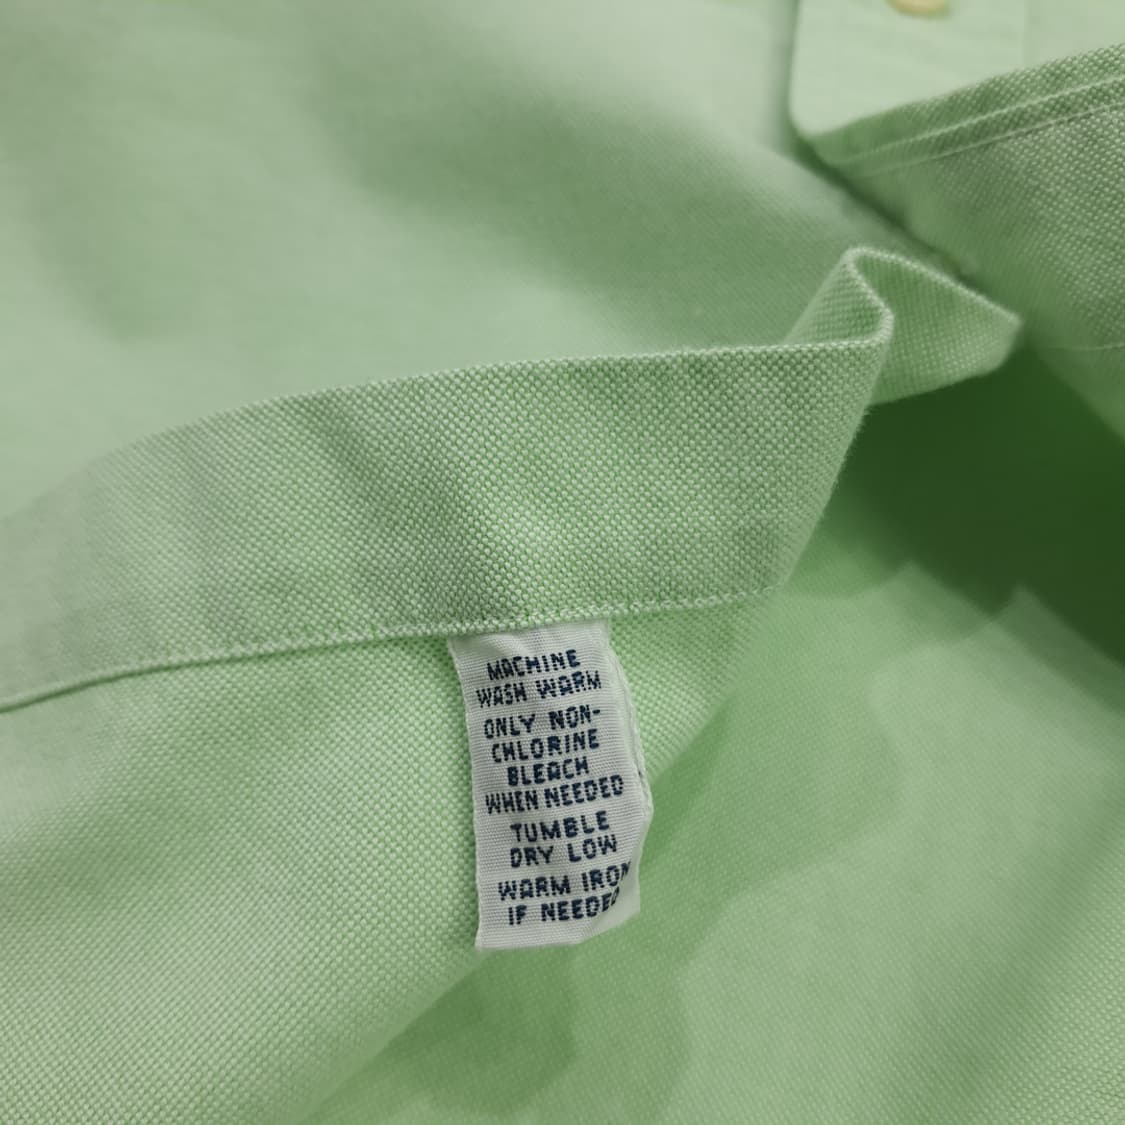 MACHINE
WASH WARM
ONLY NON-
CHLORINE
BLEACH
WHEN NEEDED
TUMBLE
DRY LOW
WARM IRON
IF NEEDED